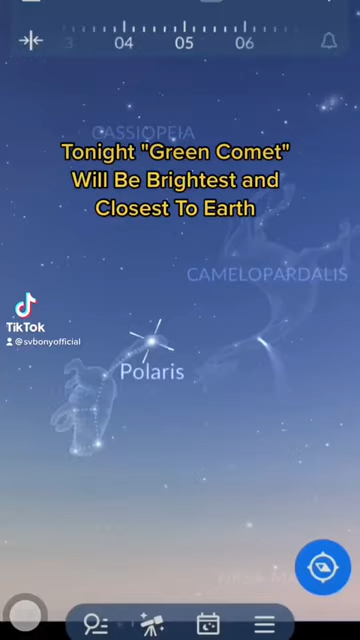 04 05 06
CASSIOPEIA
Tonight "Green Comet"
Will Be Brightest and
Closest To Earth
CAMELOPARDALIS
TikTok
@svbonyofficial
Polaris